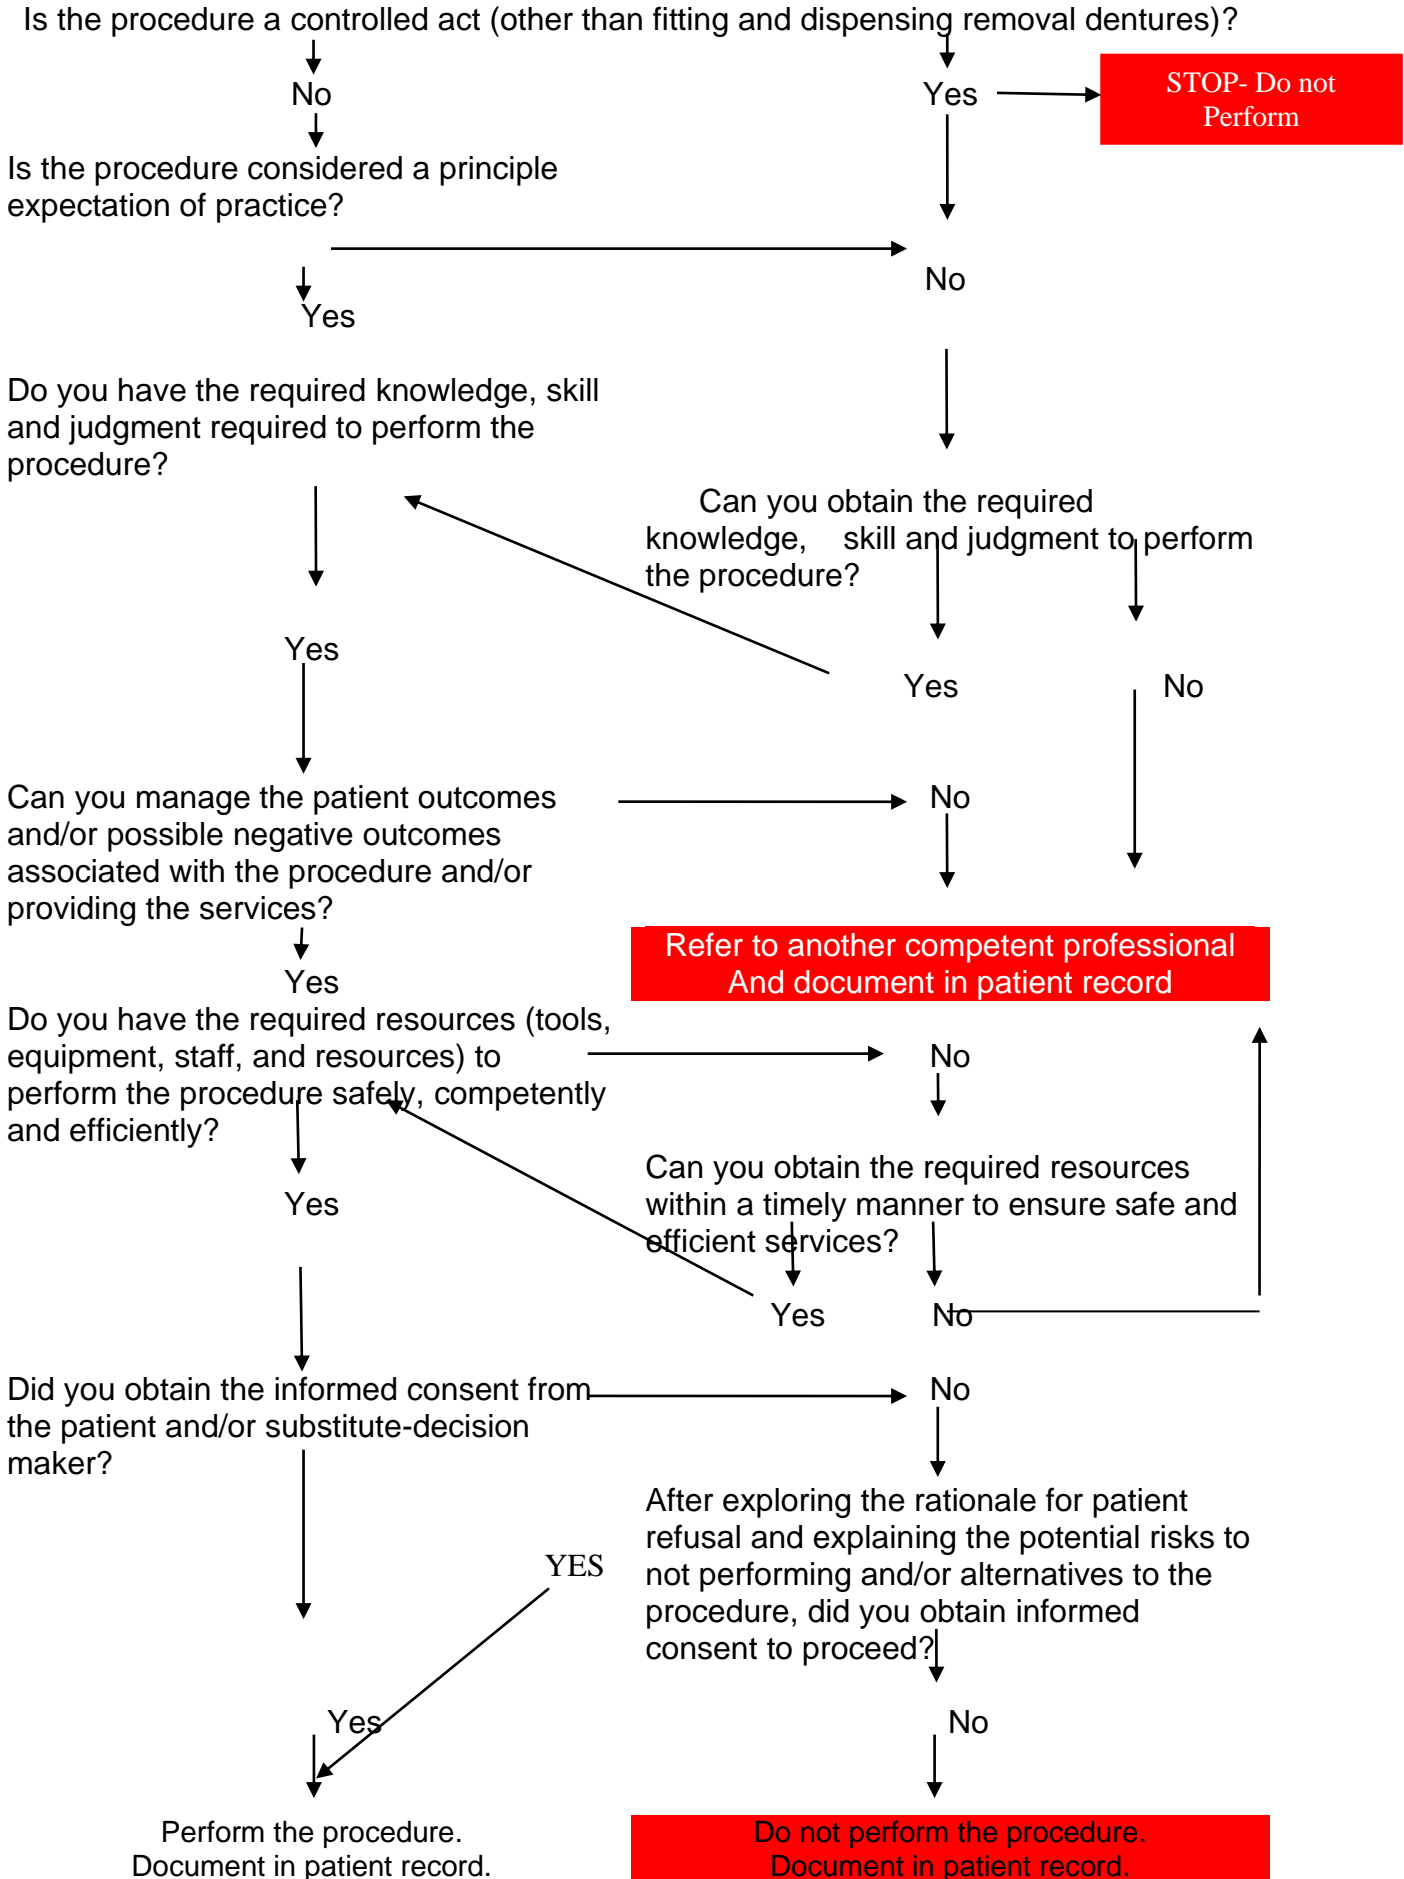 Is the procedure a controlled act (other than fitting and dispensing removal dentures)?
No
Yes
STOP- Do not
Perform
Is the procedure considered a principle
expectation of practice?
No
Yes
Do you have the required knowledge, skill
and judgment required to perform the
procedure?
Can you obtain the required
knowledge, skill and judgment to perform
the procedure?
Yes
Yes
No
Can you manage the patient outcomes
and/or possible negative outcomes
associated with the procedure and/or
providing the services?
No
Refer to another competent professional
And document in patient record
Yes
Do you have the required resources (tools,
equipment, staff, and resources) to
perform the procedure safely, competently
and efficiently?
No
Can you obtain the required resources
within a timely manner to ensure safe and
efficient services?
Yes
Yes
No
Did you obtain the informed consent from
the patient and/or substitute-decision
maker?
No
After exploring the rationale for patient
refusal and explaining the potential risks to
not performing and/or alternatives to the
procedure, did you obtain informed
consent to proceed?
YES
Yes
No
Perform the procedure.
Document in patient record.
Do not perform the procedure.
Document in patient record.